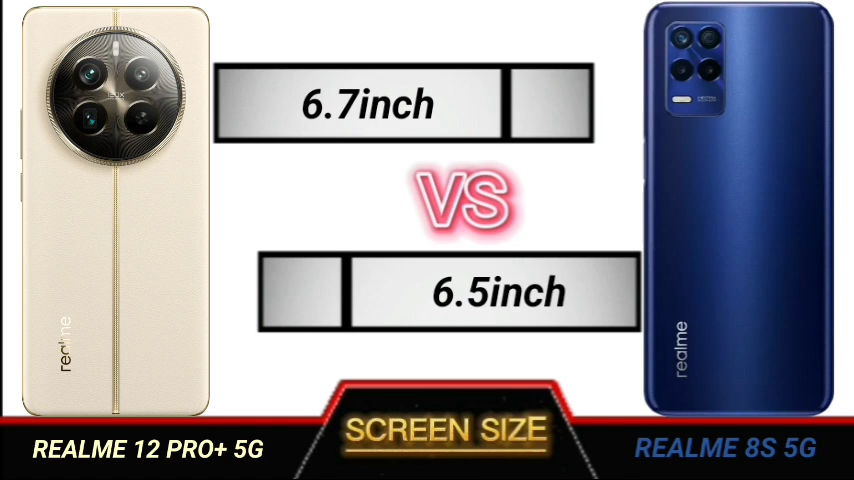 6.7inch
VS
6.5inch
realme
realme
SCREEN SIZE
REALME 12 PRO+ 5G
REALME 8S 5G